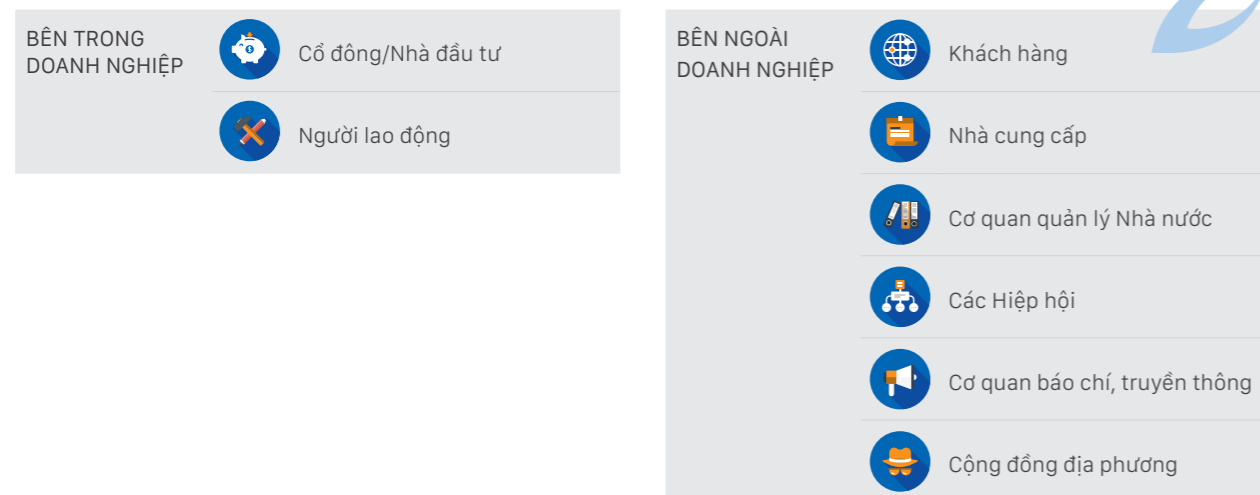 BÊN TRONG
DOANH NGHIỆP
Cổ đông/Nhà đầu tư
Người lao động
BÊN NGOÀI
DOANH NGHIỆP
Khách hàng
Nhà cung cấp
Cơ quan quản lý Nhà nước
Các Hiệp hội
Cơ quan báo chí, truyền thông
Cộng đồng địa phương